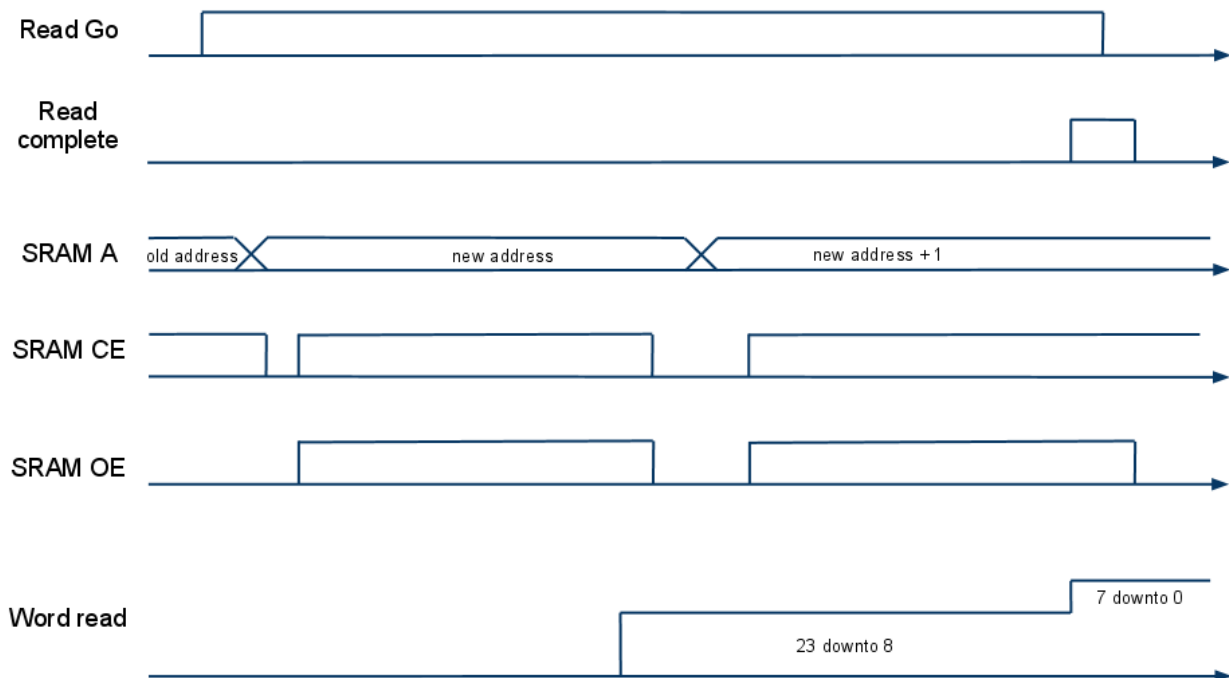 Read Go
Read
complete
SRAM A
old address
new address
new address + 1
SRAM CE
SRAM OE
Word read
23 downto 8
7 downto 0